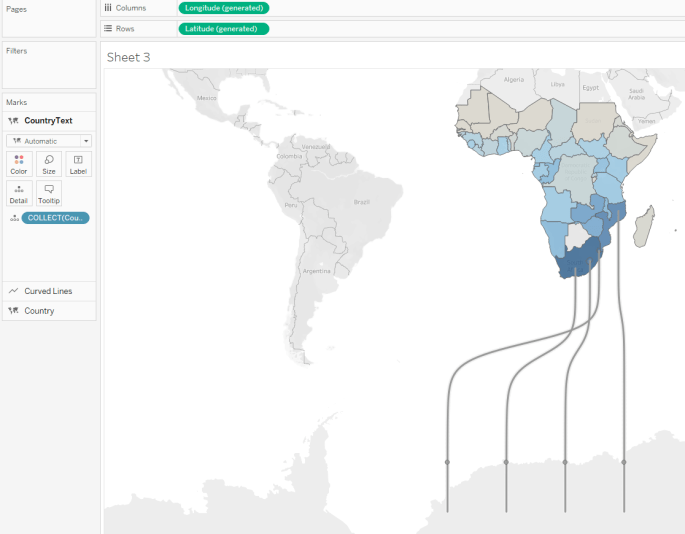 Pages
Columns
Longitude (generated)
Rows
Latitude (generated)
Filters
Sheet 3
Marks
CountryText
Automatic
Color
Size
Label
Detail
Tooltip
COLLECT(Cou..
Curved Lines
Country
Mexico
Venezuela
Colombia
Peru
Brazil
Argentina
Algeria
Libya
Egypt
Saudi
Arabia
Yemen